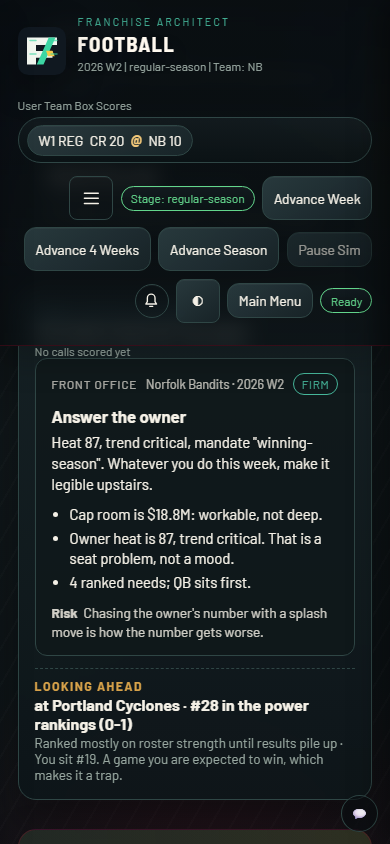 FRANCHISE ARCHITECT
FOOTBALL
2026 W2 | regular-season | Team: NB
User Team Box Scores
W1 REG CR 20 @ NB 10
Stage: regular-season
Advance Week
Advance 4 Weeks
Advance Season
Pause Sim
Main Menu
Ready
No calls scored yet
FRONT OFFICE Norfolk Bandits · 2026 W2 FIRM
Answer the owner
Heat 87, trend critical, mandate "winning-
season". Whatever you do this week, make it
legible upstairs.
• Cap room is $18.8M: workable, not deep.
• Owner heat is 87, trend critical. That is a
seat problem, not a mood.
• 4 ranked needs; QB sits first.
Risk Chasing the owner's number with a splash
move is how the number gets worse.
LOOKING AHEAD
at Portland Cyclones · #28 in the power
rankings (0-1)
Ranked mostly on roster strength until results pile up ·
You sit #19. A game you are expected to win, which
makes it a trap.